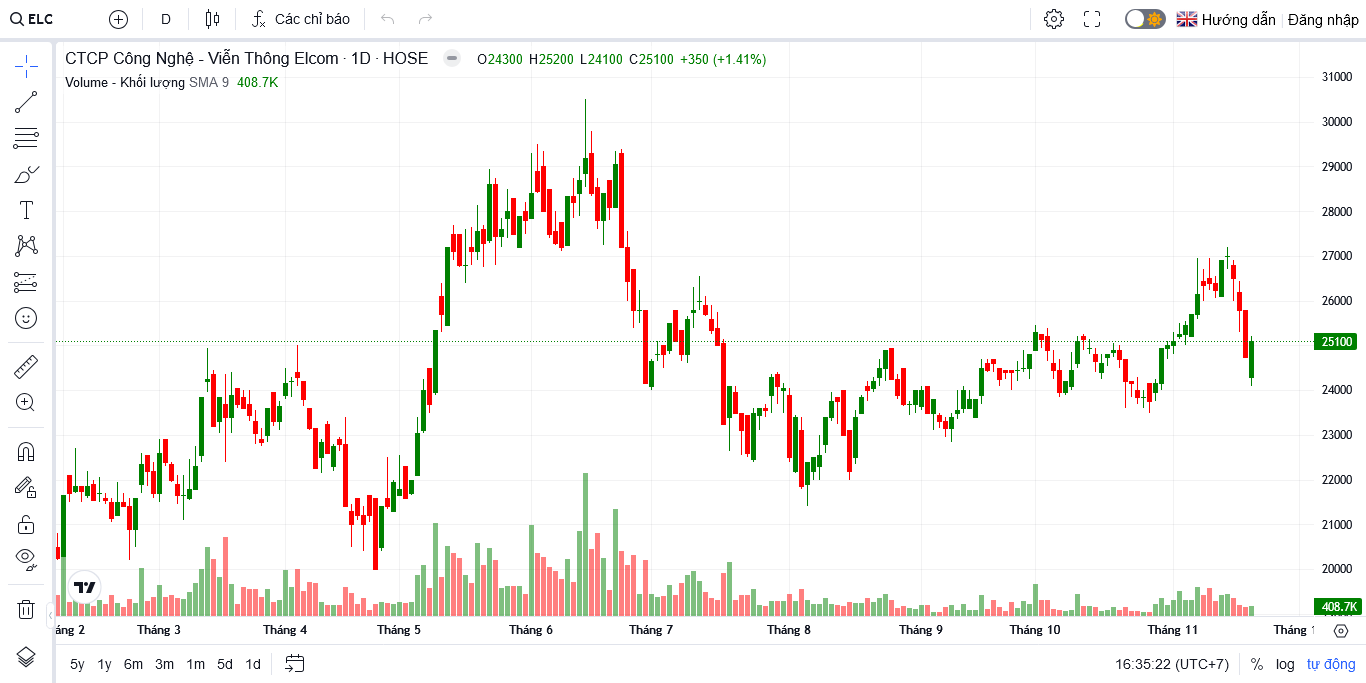 ELC D Các chỉ báo Hướng dẫn Đăng nhập
CTCP Công Nghệ - Viễn Thông Elcom · 1D · HOSE O24300 H25200 L24100 C25100 +350 (+1.41%)
Volume - Khối lượng SMA 9 408.7K
31000
30000
29000
28000
27000
26000
25100
24000
23000
22000
21000
20000
408.7K
áng 2 Tháng 3 Tháng 4 Tháng 5 Tháng 6 Tháng 7 Tháng 8 Tháng 9 Tháng 10 Tháng 11 Tháng 1
5y 1y 6m 3m 1m 5d 1d 16:35:22 (UTC+7) % log tự động